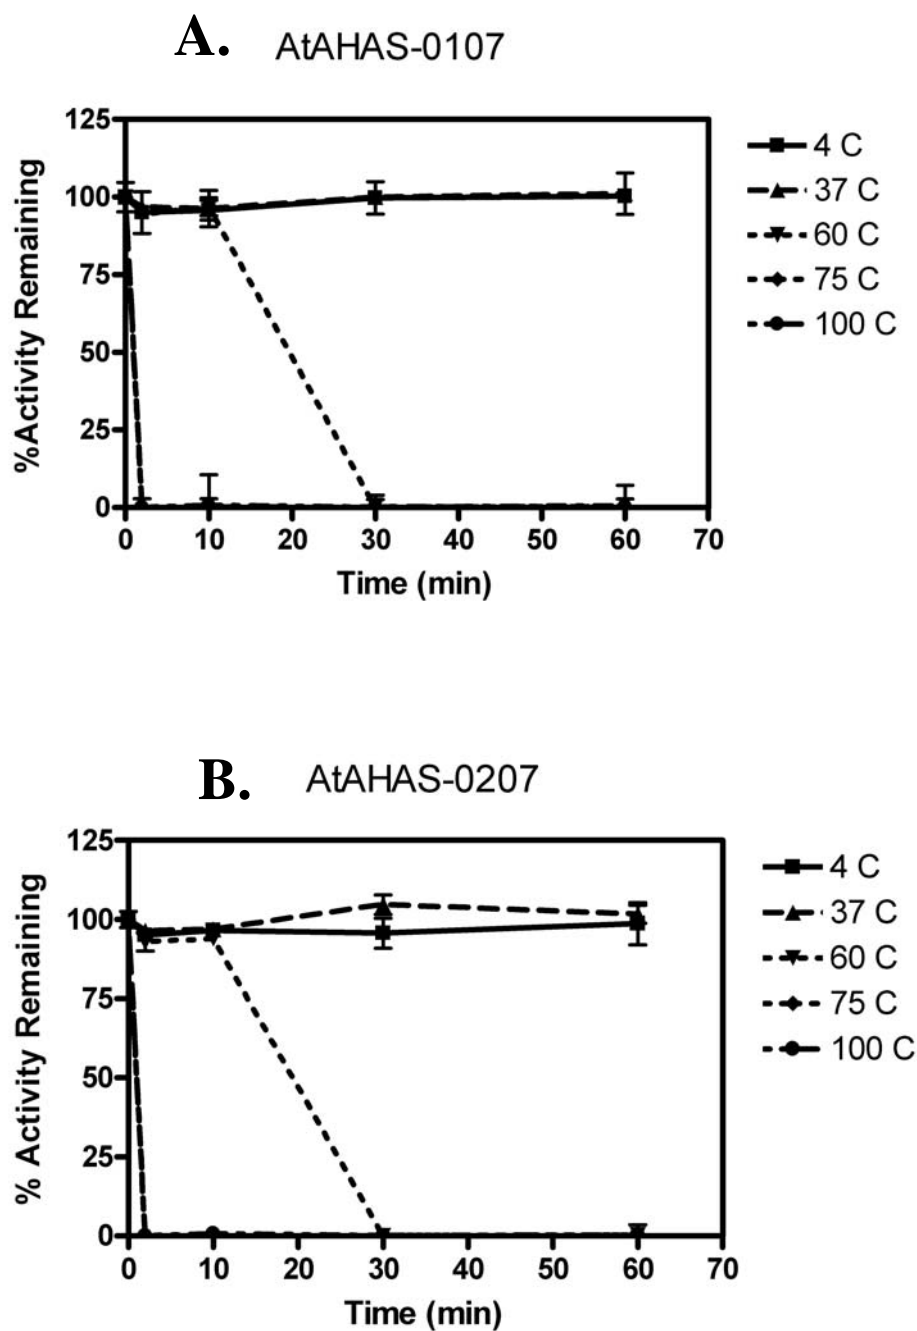 A. AtAHAS-0107
125
100
75
50
25
0
%Activity Remaining
0 10 20 30 40 50 60 70
Time (min)
4 C
37 C
60 C
75 C
100 C
B. AtAHAS-0207
125
100
75
50
25
0
% Activity Remaining
0 10 20 30 40 50 60 70
Time (min)
4 C
37 C
60 C
75 C
100 C